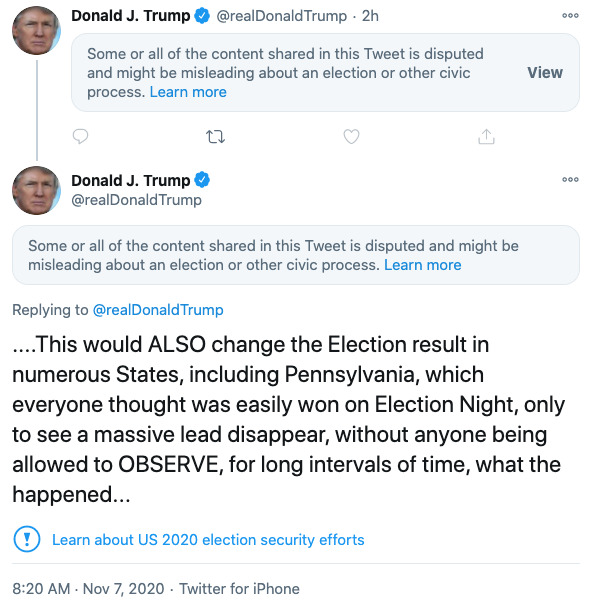 Donald J. Trump @realDonaldTrump · 2h
Some or all of the content shared in this Tweet is disputed
and might be misleading about an election or other civic
process. Learn more
View
Donald J. Trump
@realDonaldTrump
Some or all of the content shared in this Tweet is disputed and might be
misleading about an election or other civic process. Learn more
Replying to @realDonaldTrump
....This would ALSO change the Election result in
numerous States, including Pennsylvania, which
everyone thought was easily won on Election Night, only
to see a massive lead disappear, without anyone being
allowed to OBSERVE, for long intervals of time, what the
happened...
Learn about US 2020 election security efforts
8:20 AM · Nov 7, 2020 · Twitter for iPhone